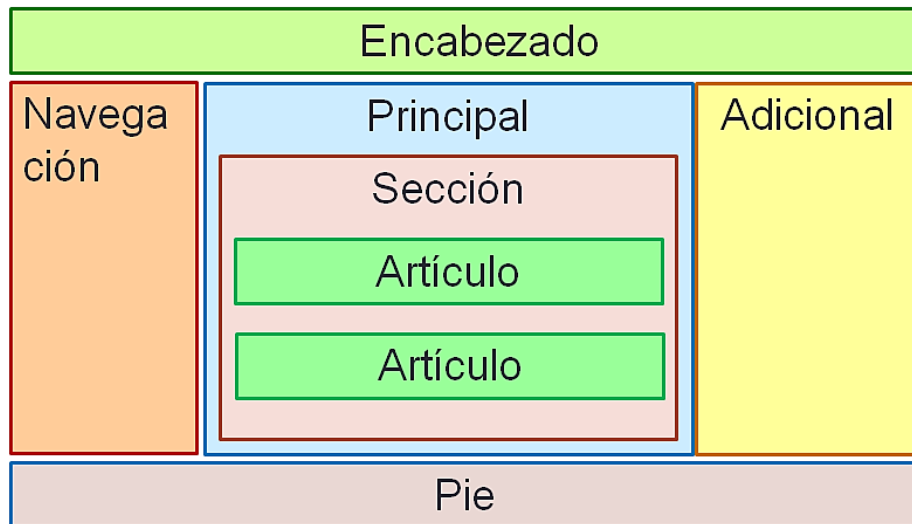 Encabezado
Navega
ción
Principal
Sección
Artículo
Artículo
Adicional
Pie